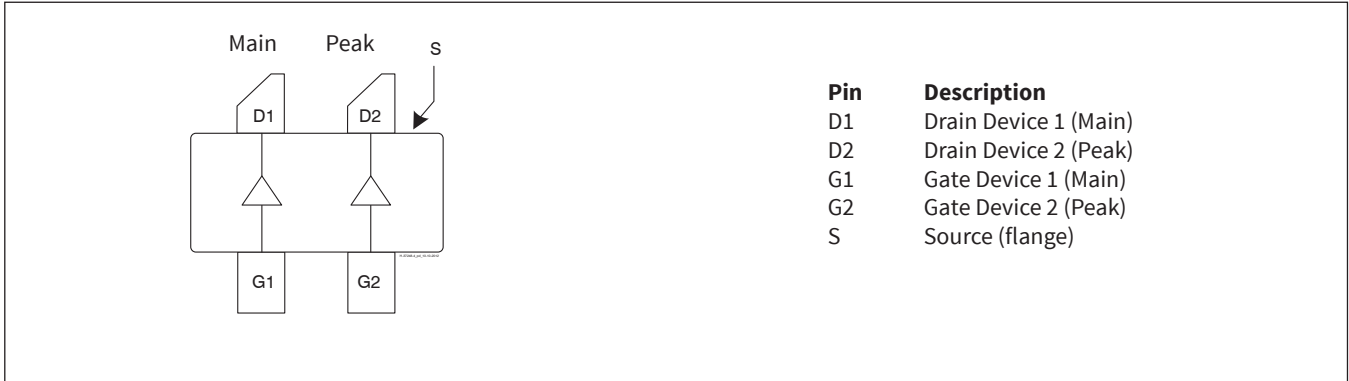 Main Peak S
D1 D2
G1 G2
Pin Description
D1 Drain Device 1 (Main)
D2 Drain Device 2 (Peak)
G1 Gate Device 1 (Main)
G2 Gate Device 2 (Peak)
S Source (flange)